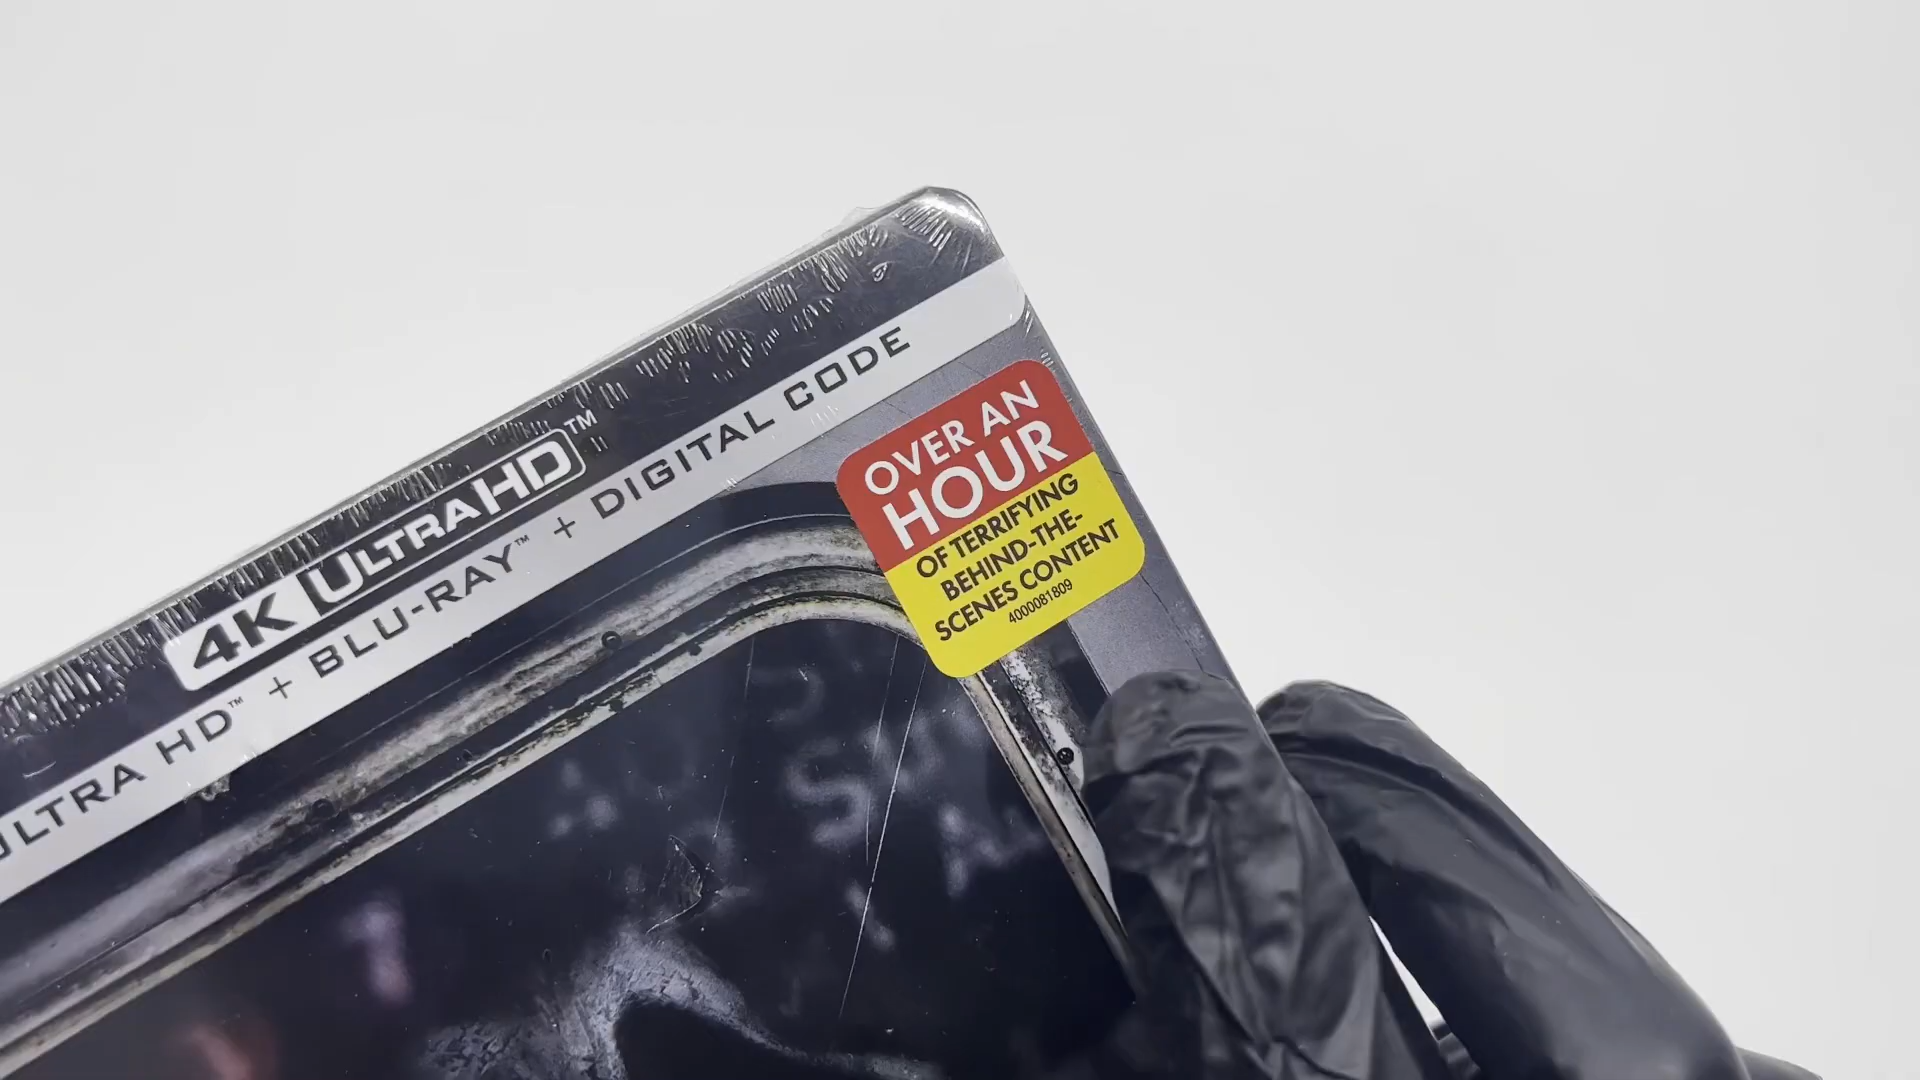 4K ULTRAHD™
ULTRA HD™ + BLU-RAY™ + DIGITAL CODE
OVER AN
HOUR
OF TERRIFYING
BEHIND-THE-
SCENES CONTENT
4000081809